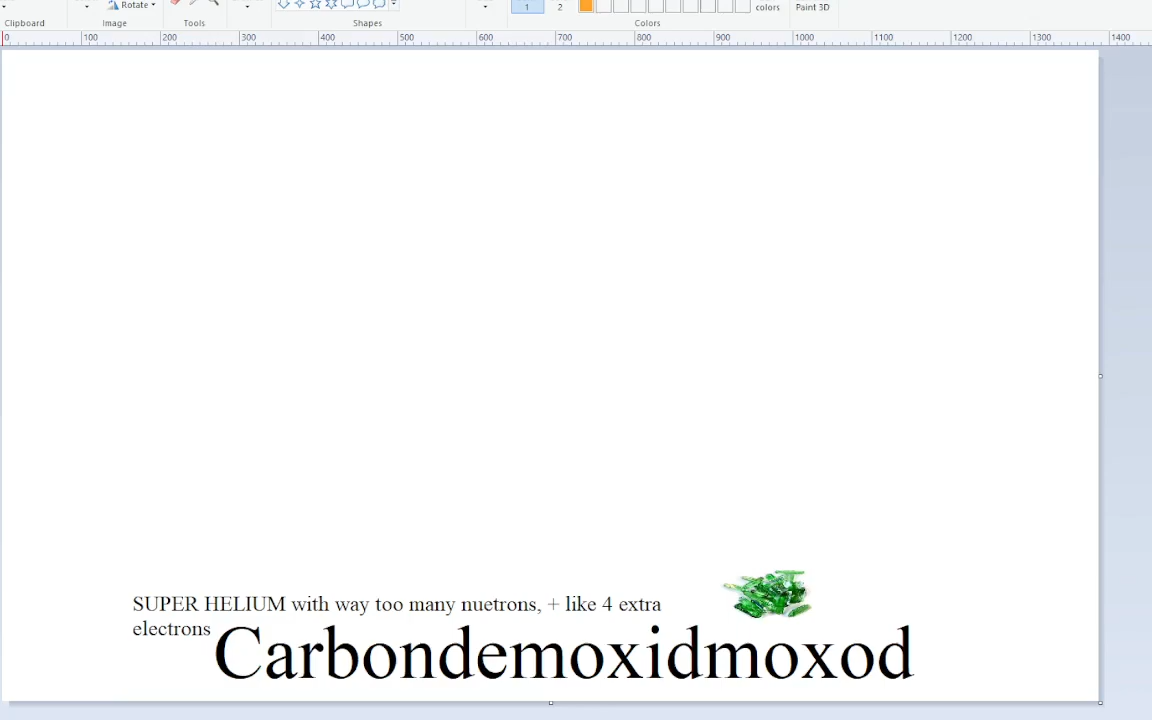 Rotate
1 2 colors Paint 3D
Clipboard Image Tools Shapes Colors
0 100 200 300 400 500 600 700 800 900 1000 1100 1200 1300 1400
SUPER HELIUM with way too many nuetrons, + like 4 extra
electrons
Carbondemoxidmoxod